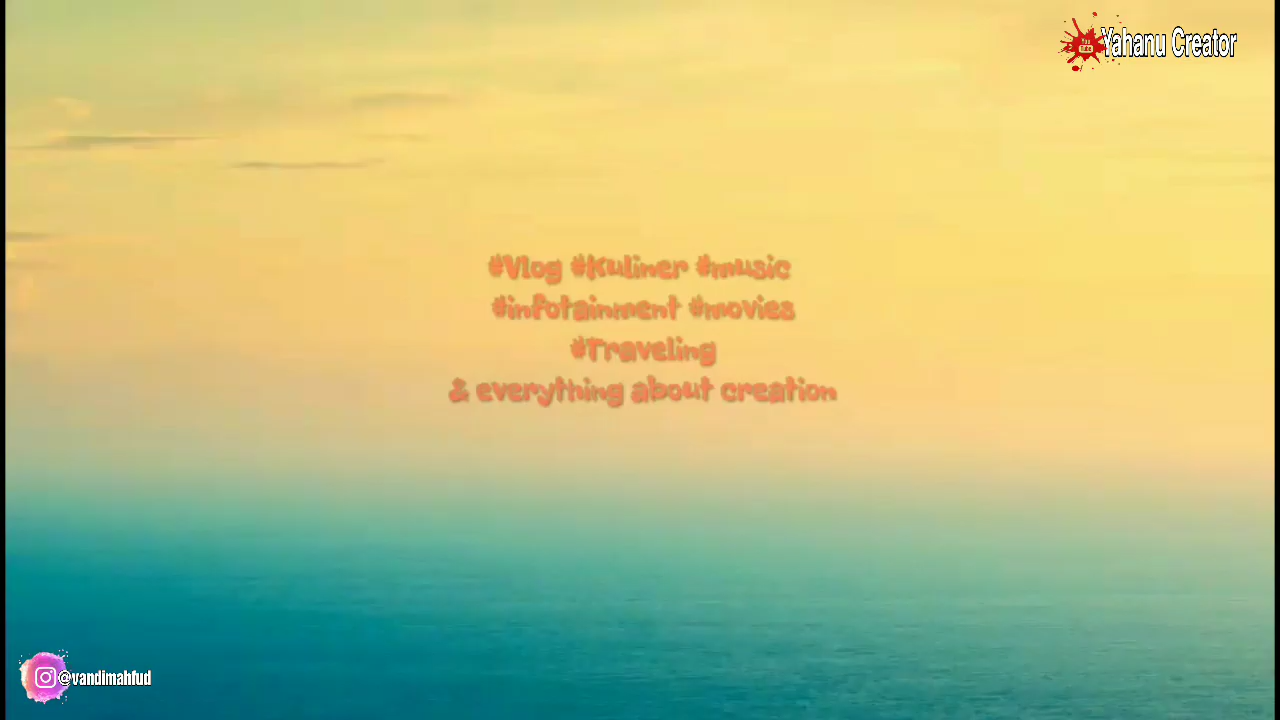 Yahanu Creator
#Vlog #Kuliner #music
#infotainment #movies
#Traveling
& everything about creation
@vandimahfud